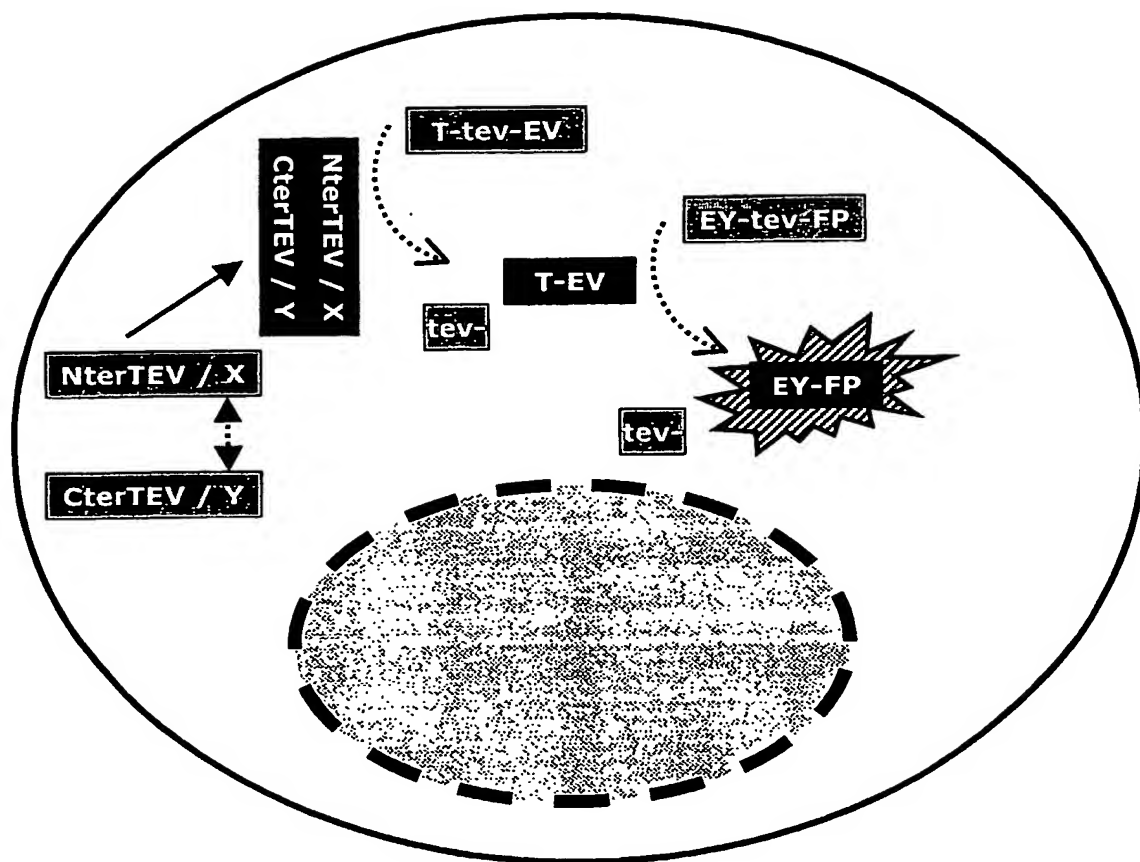 T-tev-EV
NterTEV / X
CterTEV / Y
EY-tev-FP
T-EV
tev-
NterTEV / X
EY-FP
tev-
CterTEV / Y